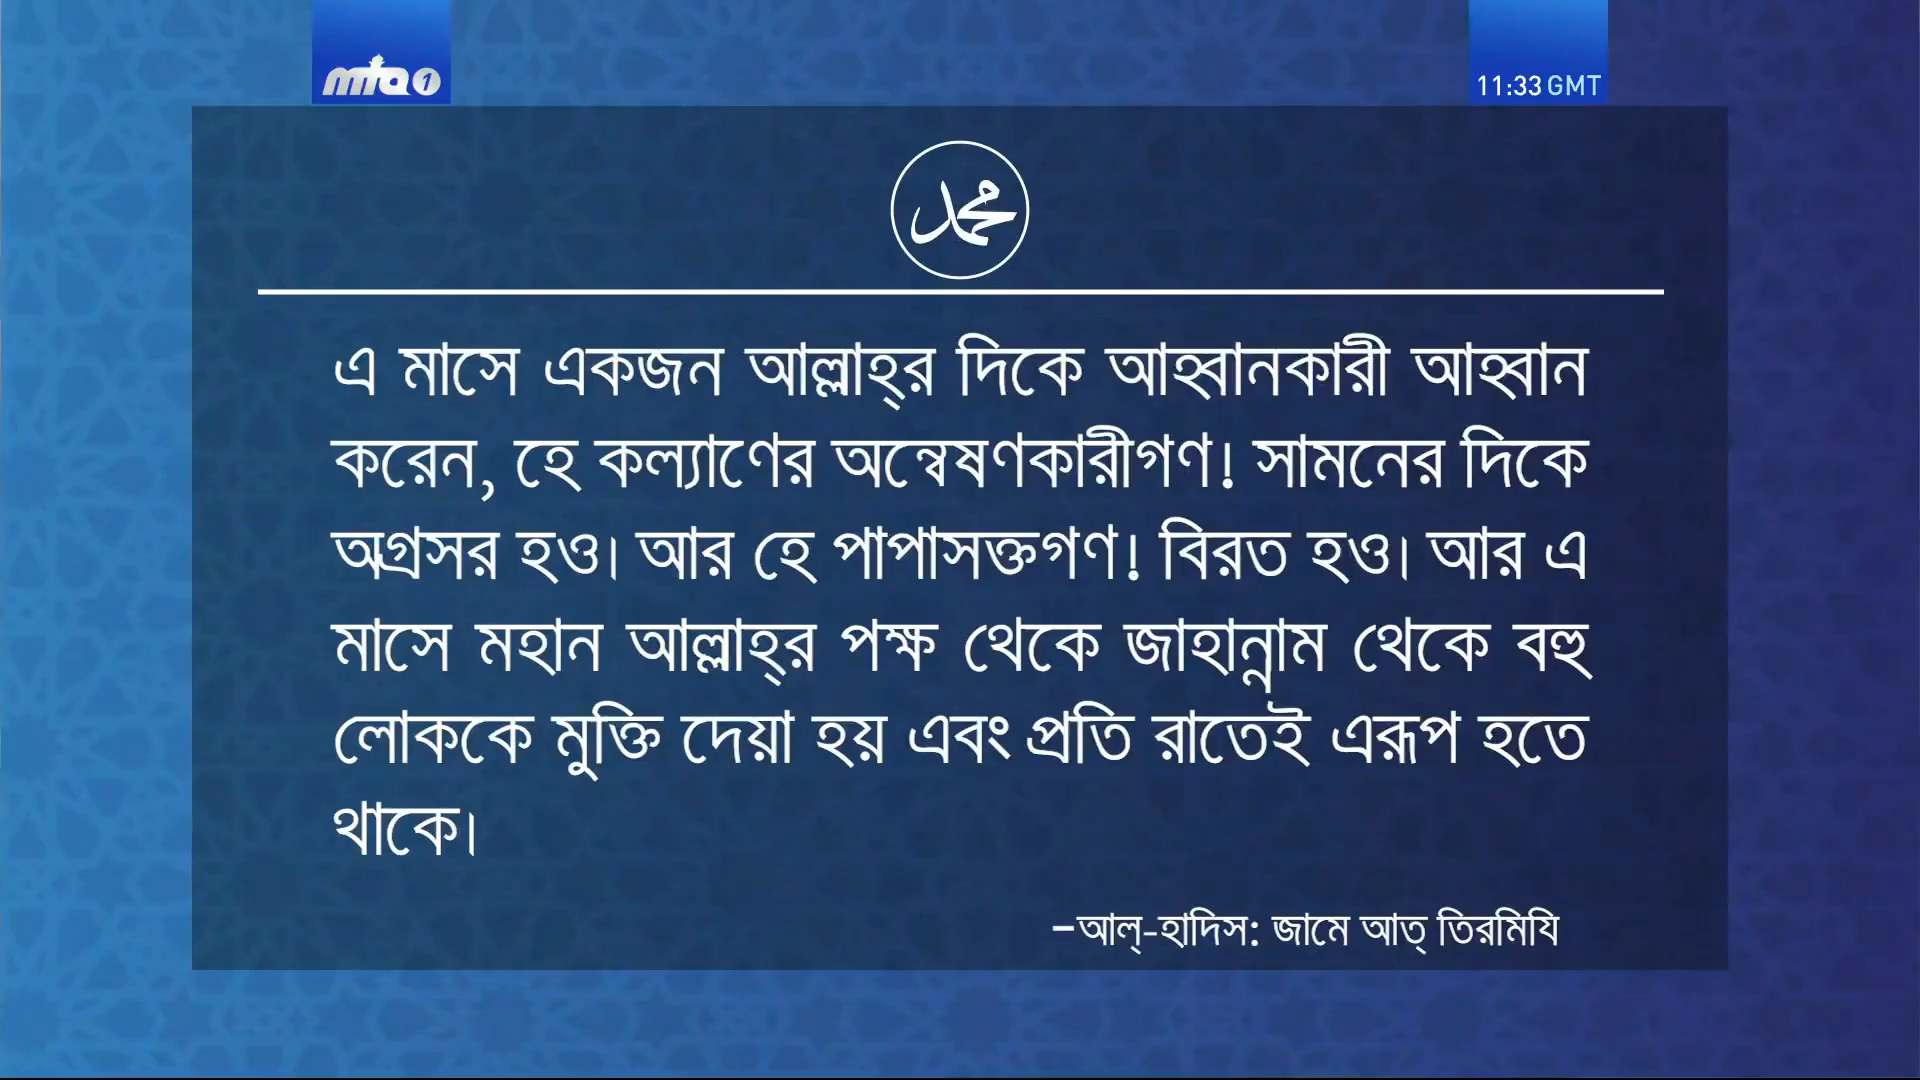 mta 1
11:33 GMT
محمد
এ মাসে একজন আল্লাহ্‌র দিকে আহ্বানকারী আহ্বান
করেন, হে কল্যাণের অন্বেষণকারীগণ! সামনের দিকে
অগ্রসর হও। আর হে পাপাসক্তগণ! বিরত হও। আর এ
মাসে মহান আল্লাহ্‌র পক্ষ থেকে জাহান্নাম থেকে বহু
লোককে মুক্তি দেয়া হয় এবং প্রতি রাতেই এরূপ হতে
থাকে।
–আল্-হাদিস: জামে আত্ তিরমিযি